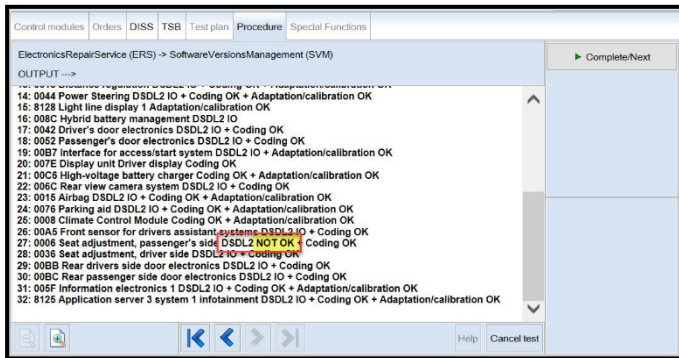 Control modules Orders DISS TSB Test plan Procedure Special Functions
ElectronicsRepairService (ERS) -> SoftwareVersionsManagement (SVM)
OUTPUT --->
Complete/Next
14: 0044 Power Steering DSDL2 IO + Coding OK + Adaptation/calibration OK
15: 8128 Light line display 1 Adaptation/calibration OK
16: 008C Hybrid battery management DSDL2 IO
17: 0042 Driver's door electronics DSDL2 IO + Coding OK
18: 0052 Passenger's door electronics DSDL2 IO + Coding OK
19: 00B7 Interface for access/start system DSDL2 IO + Adaptation/calibration OK
20: 007E Display unit Driver display Coding OK
21: 00C6 High-voltage battery charger Coding OK + Adaptation/calibration OK
22: 006C Rear view camera system DSDL2 IO + Coding OK
23: 0015 Airbag DSDL2 IO + Coding OK + Adaptation/calibration OK
24: 0076 Parking aid DSDL2 IO + Coding OK + Adaptation/calibration OK
25: 0008 Climate Control Module Coding OK + Adaptation/calibration OK
26: 00A5 Front sensor for drivers assistant systems DSDL2 IO + Coding OK
27: 0006 Seat adjustment, passenger's side DSDL2 NOT OK + Coding OK
28: 0036 Seat adjustment, driver side DSDL2 IO + Coding OK
29: 00BB Rear drivers side door electronics DSDL2 IO + Coding OK
30: 00BC Rear passenger side door electronics DSDL2 IO + Coding OK
31: 005F Information electronics 1 DSDL2 IO + Coding OK + Adaptation/calibration OK
32: 8125 Application server 3 system 1 infotainment DSDL2 IO + Coding OK + Adaptation/calibration OK
Help Cancel test